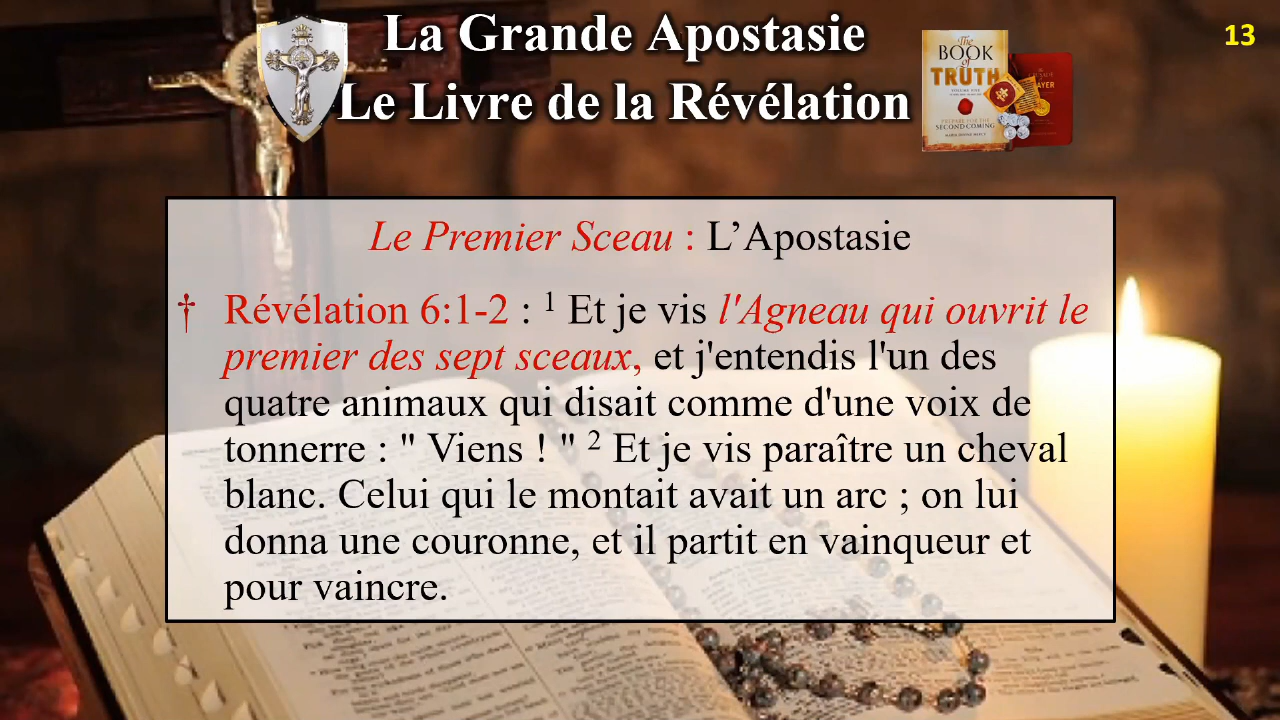 La Grande Apostasie
Le Livre de la Révélation
13
The
BOOK
of
TRUTH
SECOND COMING
Le Premier Sceau : L’Apostasie
† Révélation 6:1-2 : ¹ Et je vis l'Agneau qui ouvrit le
premier des sept sceaux, et j'entendis l'un des
quatre animaux qui disait comme d'une voix de
tonnerre : " Viens ! " ² Et je vis paraître un cheval
blanc. Celui qui le montait avait un arc ; on lui
donna une couronne, et il partit en vainqueur et
pour vaincre.